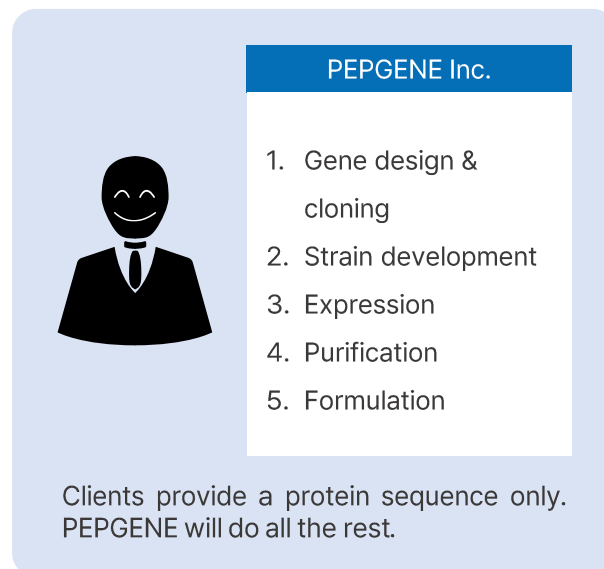 PEPGENE Inc.
1. Gene design &
cloning
2. Strain development
3. Expression
4. Purification
5. Formulation
Clients provide a protein sequence only.
PEPGENE will do all the rest.